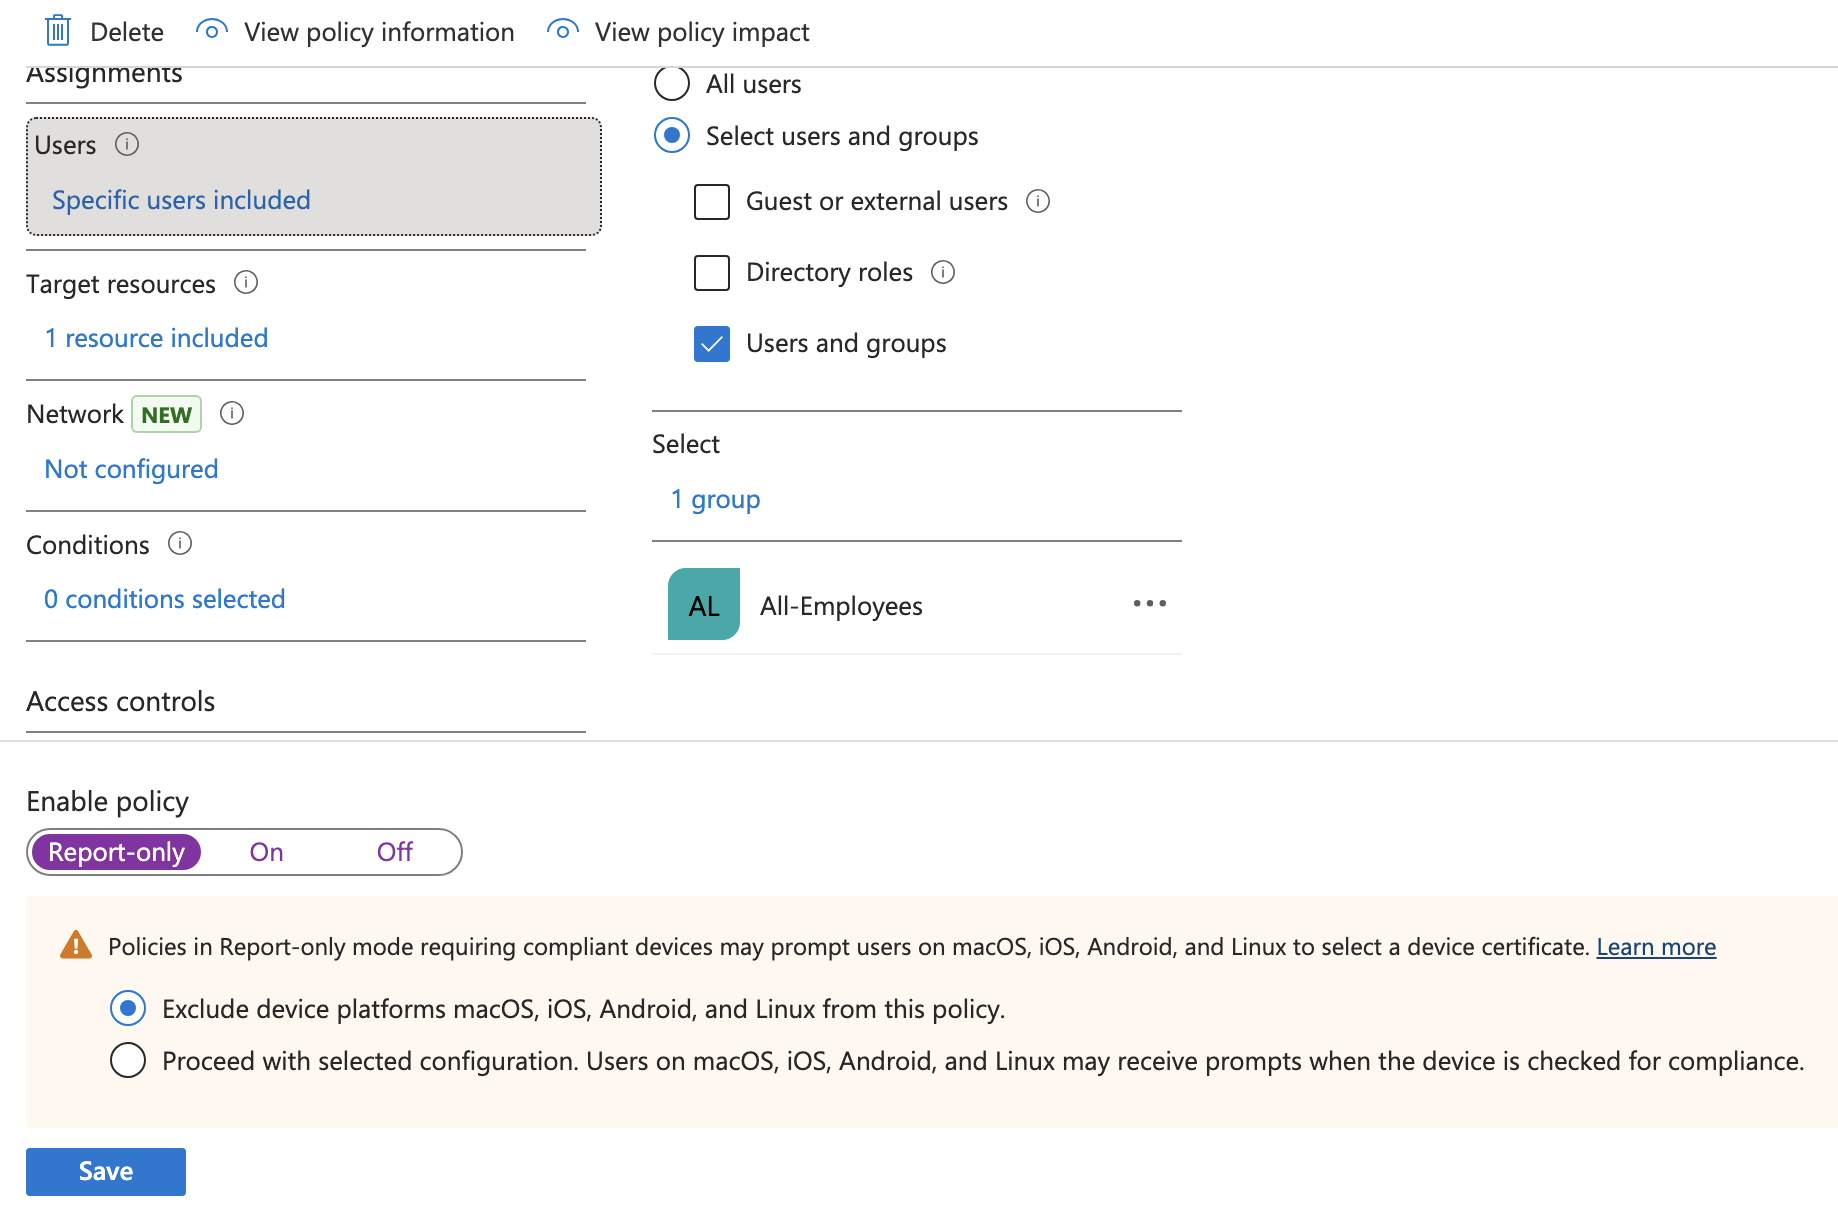 Delete
View policy information
View policy impact
Assignments
Users
Specific users included
Target resources
1 resource included
Network NEW
Not configured
Conditions
0 conditions selected
Access controls
All users
Select users and groups
Guest or external users
Directory roles
Users and groups
Select
1 group
AL
All-Employees
Enable policy
Report-only
On
Off
Policies in Report-only mode requiring compliant devices may prompt users on macOS, iOS, Android, and Linux to select a device certificate. Learn more
Exclude device platforms macOS, iOS, Android, and Linux from this policy.
Proceed with selected configuration. Users on macOS, iOS, Android, and Linux may receive prompts when the device is checked for compliance.
Save